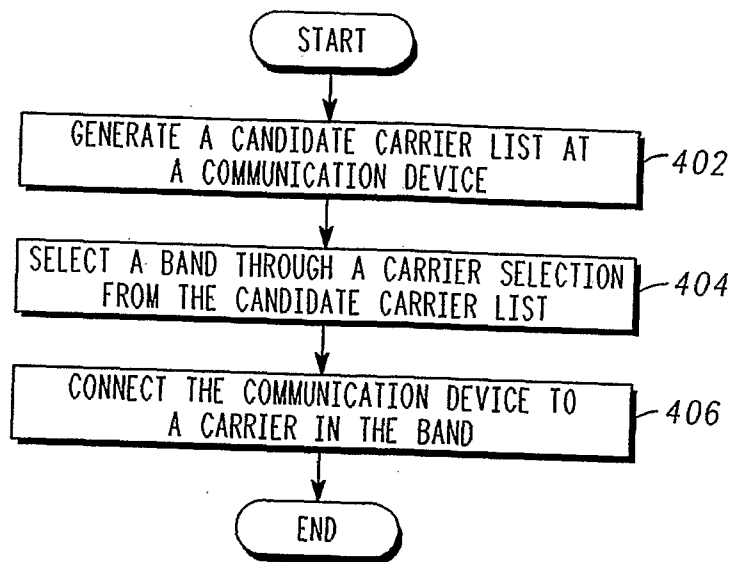 START
GENERATE A CANDIDATE CARRIER LIST AT
A COMMUNICATION DEVICE
402
SELECT A BAND THROUGH A CARRIER SELECTION
FROM THE CANDIDATE CARRIER LIST
404
CONNECT THE COMMUNICATION DEVICE TO
A CARRIER IN THE BAND
406
END